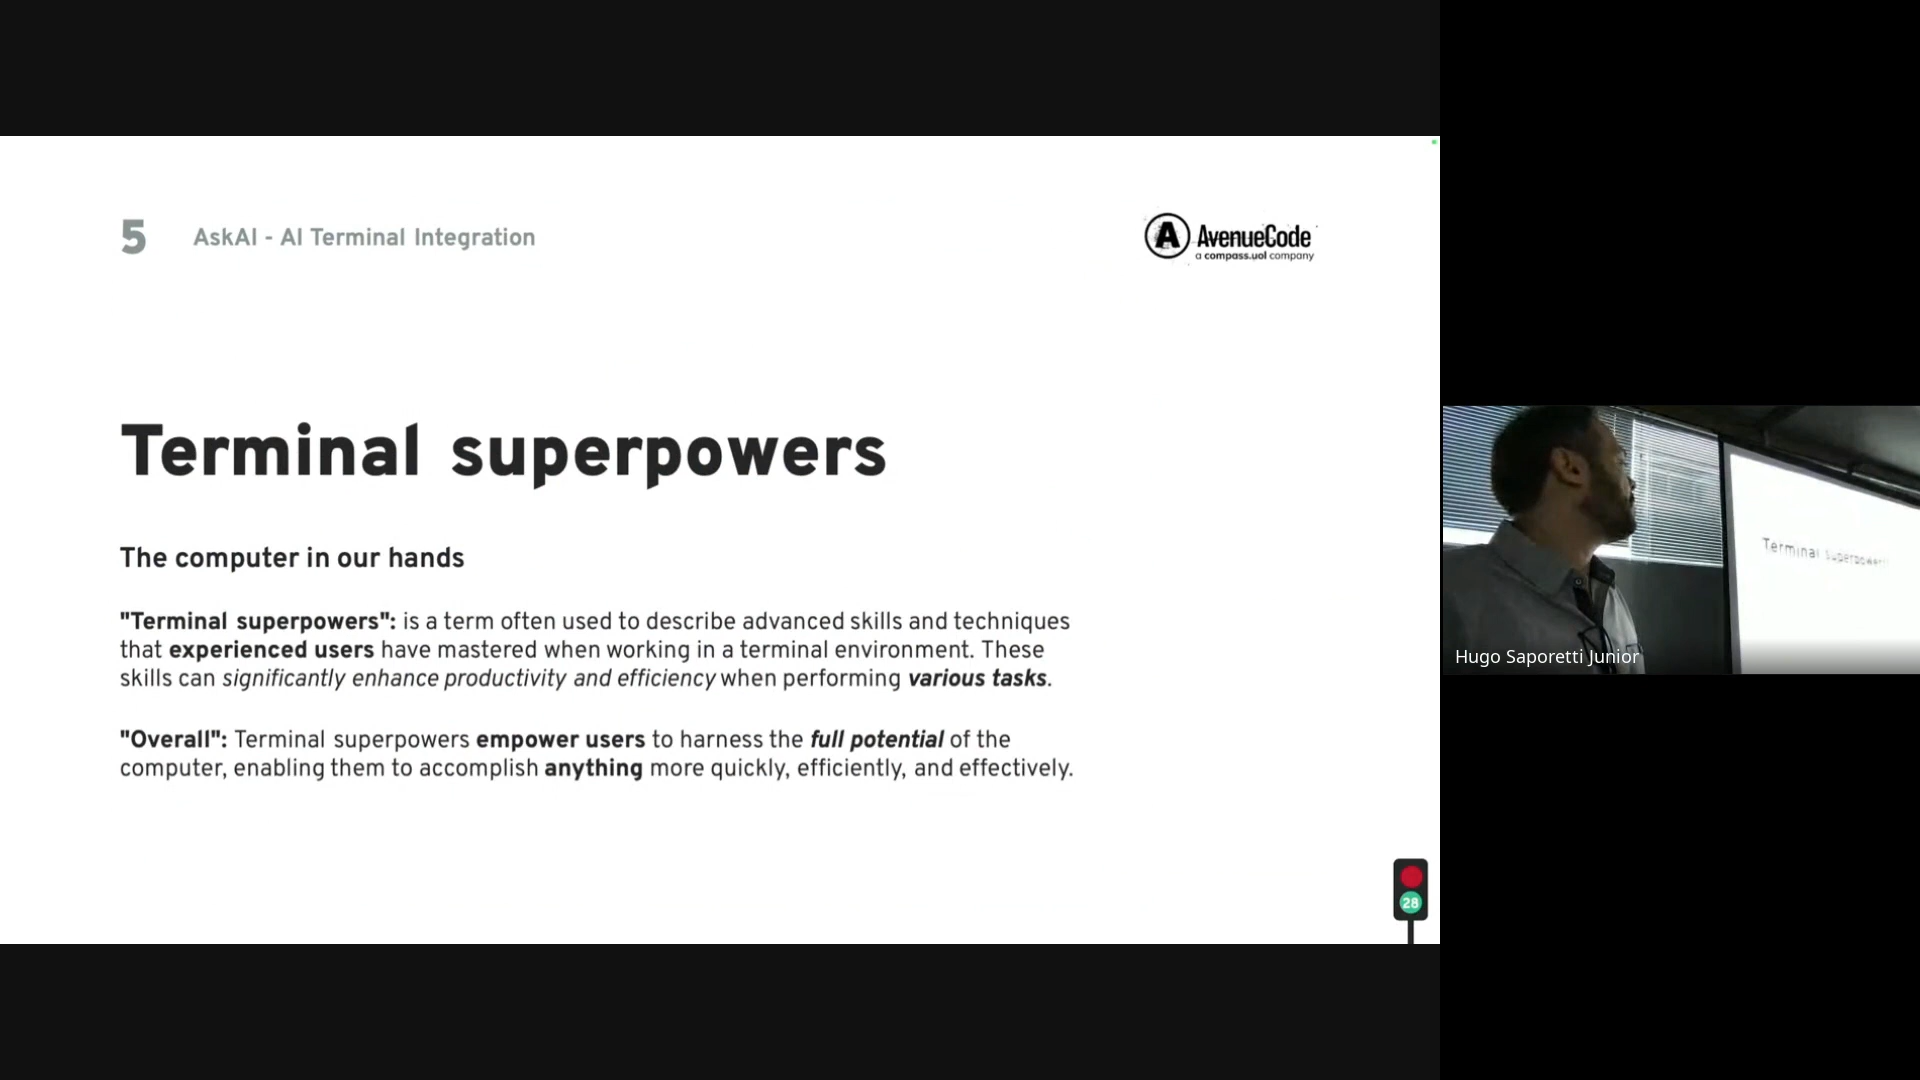 5 AskAI - AI Terminal Integration
A AvenueCode
a compass.uol company
Terminal superpowers
The computer in our hands
"Terminal superpowers": is a term often used to describe advanced skills and techniques
that experienced users have mastered when working in a terminal environment. These
skills can significantly enhance productivity and efficiency when performing various tasks.
"Overall": Terminal superpowers empower users to harness the full potential of the
computer, enabling them to accomplish anything more quickly, efficiently, and effectively.
28
Terminal superpowers
Hugo Saporetti Junior